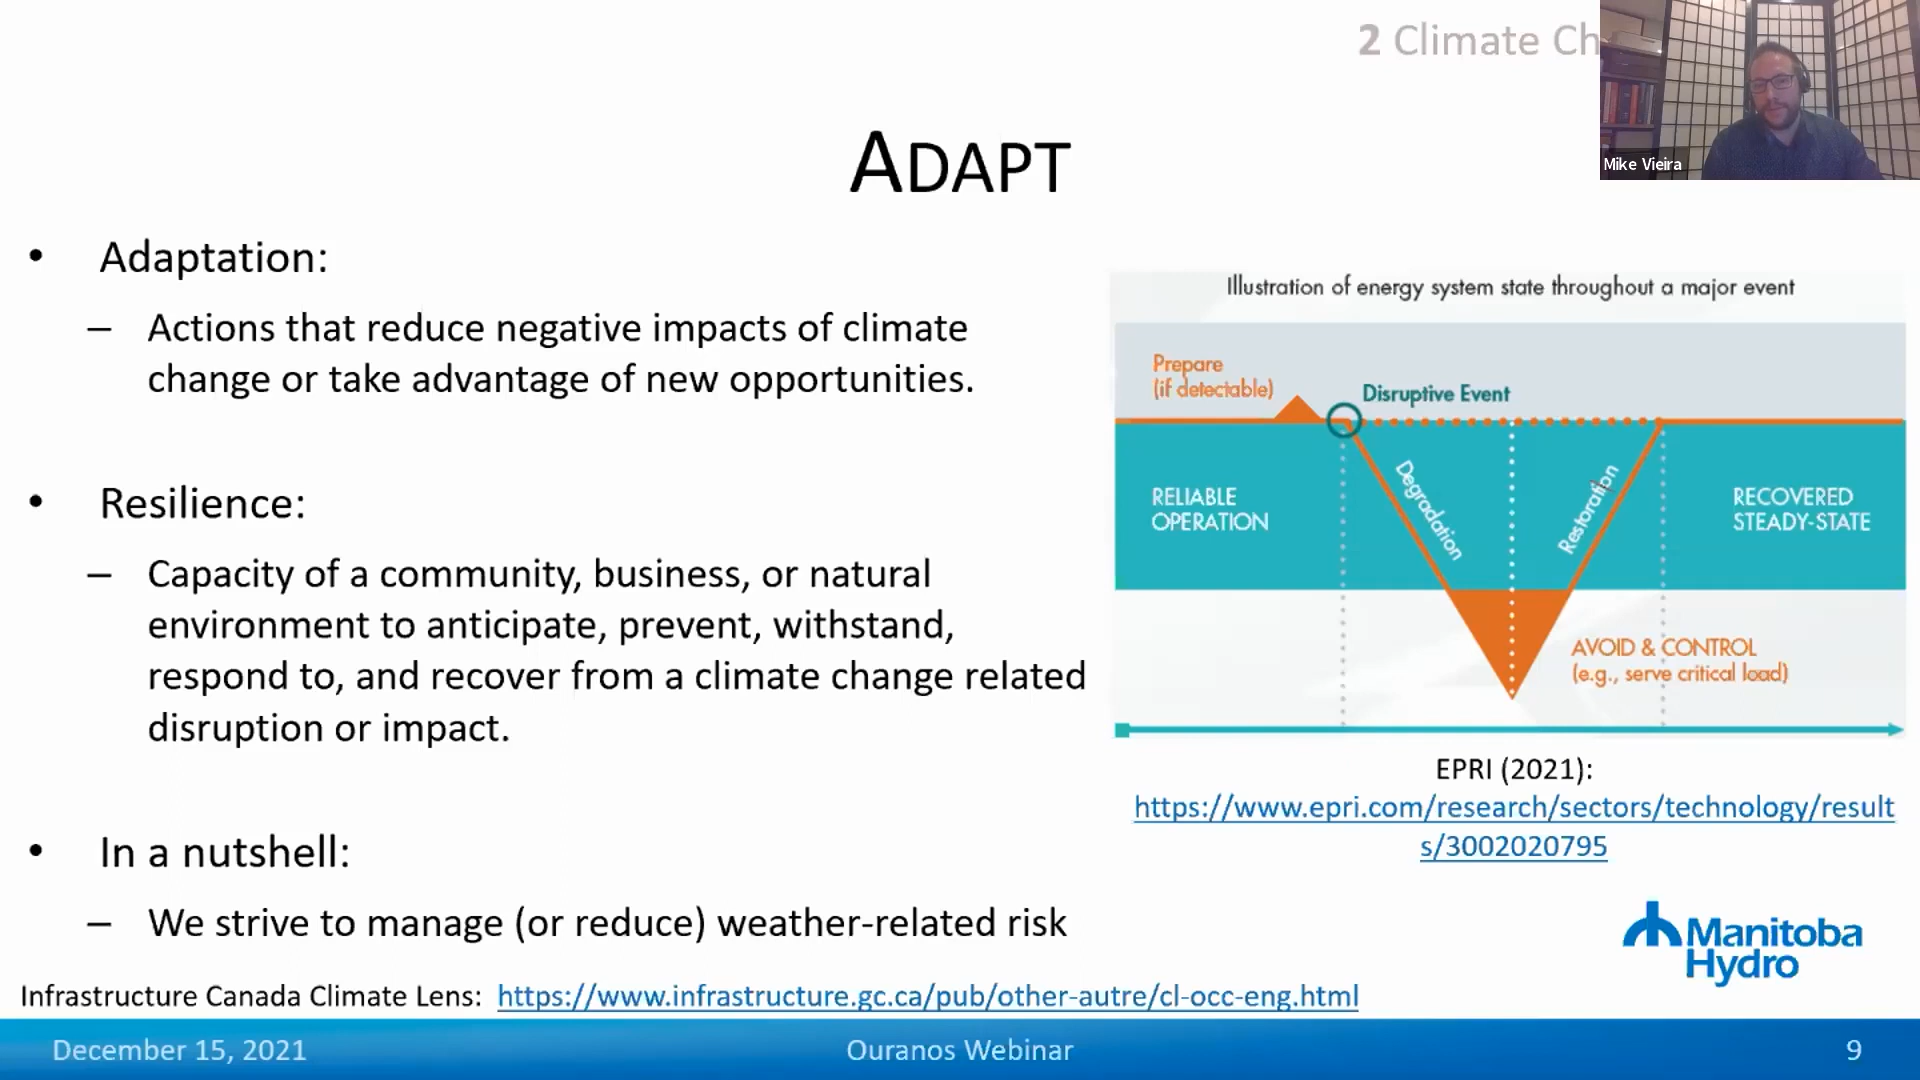 2 Climate Ch
Mike Vieira
ADAPT
• Adaptation:
– Actions that reduce negative impacts of climate
change or take advantage of new opportunities.
• Resilience:
– Capacity of a community, business, or natural
environment to anticipate, prevent, withstand,
respond to, and recover from a climate change related
disruption or impact.
• In a nutshell:
– We strive to manage (or reduce) weather-related risk
Infrastructure Canada Climate Lens: https://www.infrastructure.gc.ca/pub/other-autre/cl-occ-eng.html
Illustration of energy system state throughout a major event
Prepare
(if detectable)
Disruptive Event
RELIABLE
OPERATION
Degradation
Restoration
RECOVERED
STEADY-STATE
AVOID & CONTROL
(e.g., serve critical load)
EPRI (2021):
https://www.epri.com/research/sectors/technology/result
s/3002020795
Manitoba
Hydro
December 15, 2021
Ouranos Webinar
9